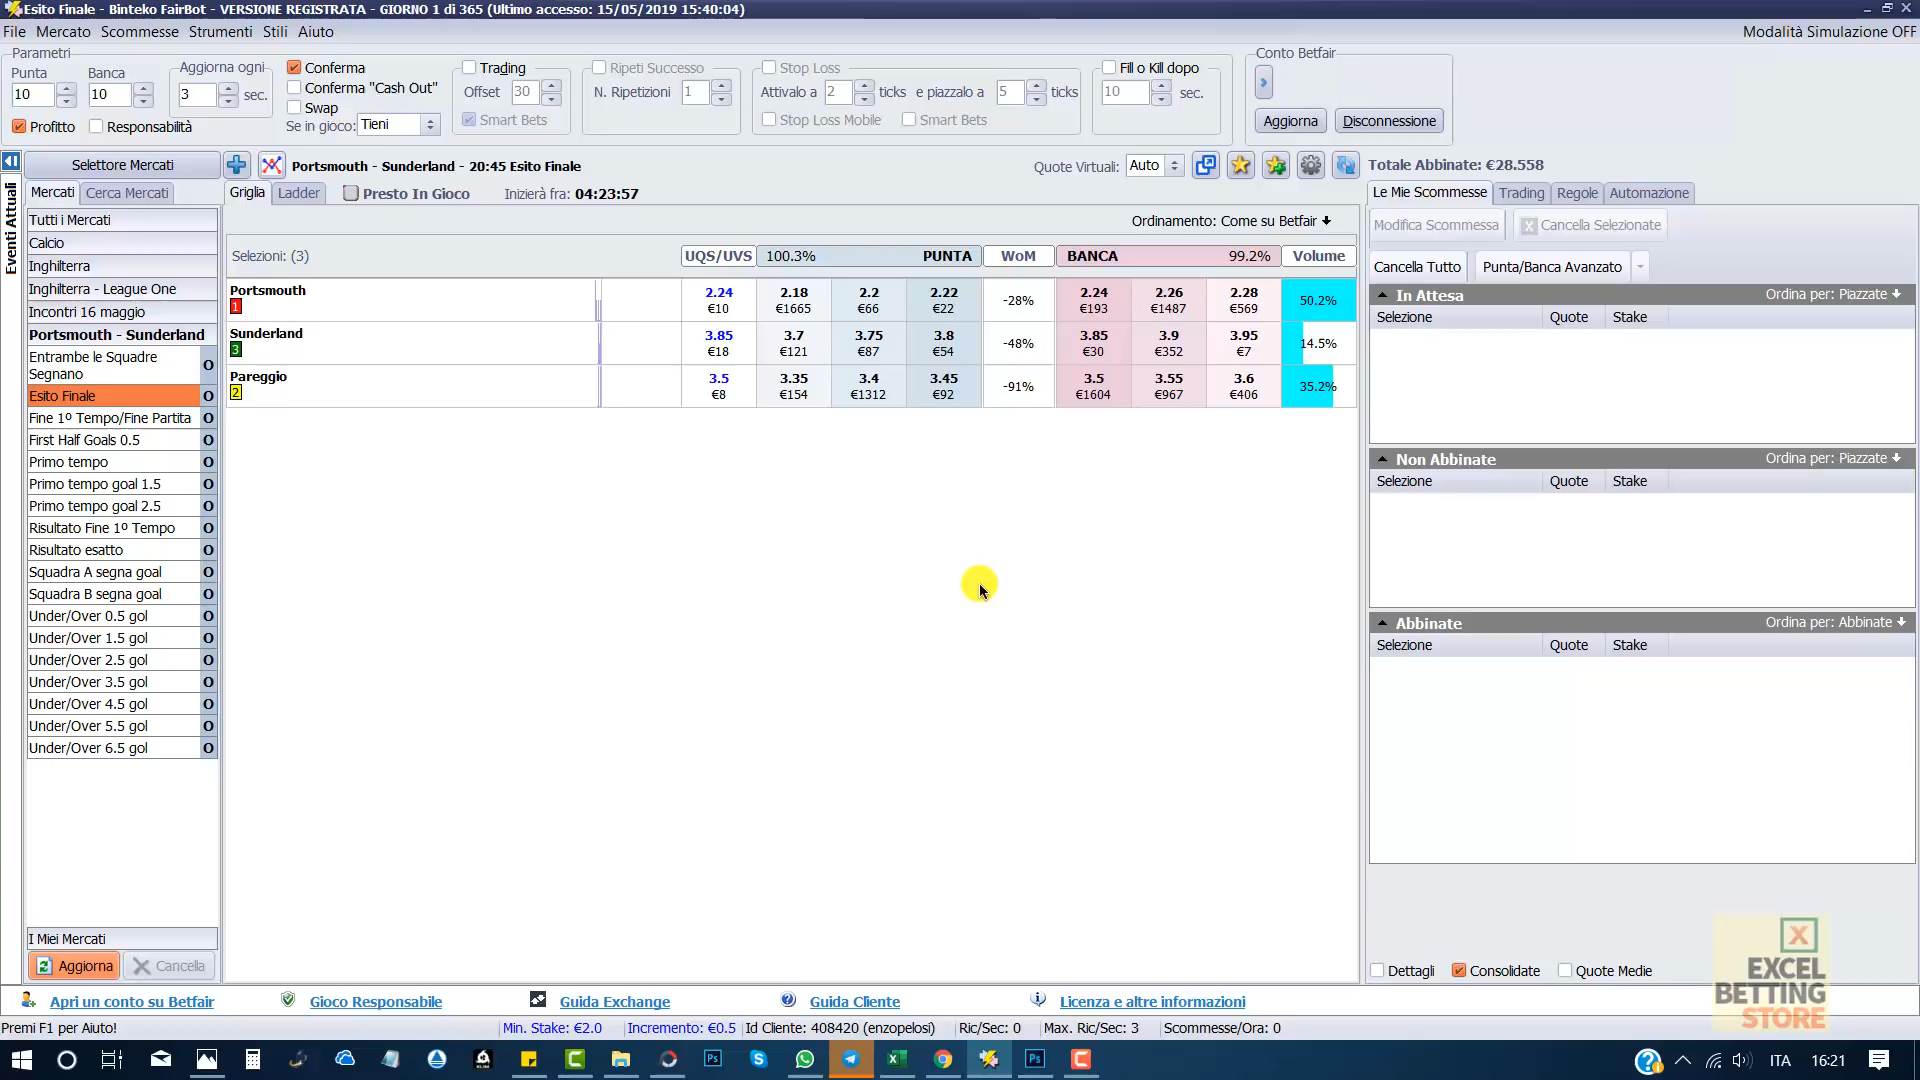 Esito Finale - Binteko FairBot - VERSIONE REGISTRATA - GIORNO 1 di 365 (Ultimo accesso: 15/05/2019 15:40:04)
File Mercato Scommesse Strumenti Stili Aiuto
Modalità Simulazione OFF
Parametri
Punta
10
Banca
10
Aggiorna ogni
3 sec.
Profitto Responsabilità
Conferma
Conferma "Cash Out"
Swap
Se in gioco: Tieni
Trading
Offset 30
Smart Bets
Ripeti Successo
N. Ripetizioni 1
Stop Loss
Attivalo a 2 ticks e piazzalo a 5 ticks
Stop Loss Mobile Smart Bets
Fill o Kill dopo
10 sec.
Conto Betfair
Aggiorna Disconnessione
Eventi Attuali
Selettore Mercati
Mercati Cerca Mercati
Tutti i Mercati
Calcio
Inghilterra
Inghilterra - League One
Incontri 16 maggio
Portsmouth - Sunderland
Entrambe le Squadre
Segnano O
Esito Finale O
Fine 1º Tempo/Fine Partita O
First Half Goals 0.5 O
Primo tempo O
Primo tempo goal 1.5 O
Primo tempo goal 2.5 O
Risultato Fine 1º Tempo O
Risultato esatto O
Squadra A segna goal O
Squadra B segna goal O
Under/Over 0.5 gol O
Under/Over 1.5 gol O
Under/Over 2.5 gol O
Under/Over 3.5 gol O
Under/Over 4.5 gol O
Under/Over 5.5 gol O
Under/Over 6.5 gol O
I Miei Mercati
Aggiorna Cancella
Portsmouth - Sunderland - 20:45 Esito Finale
Quote Virtuali: Auto
Griglia Ladder Presto In Gioco Inizierà fra: 04:23:57
Ordinamento: Come su Betfair
Selezioni: (3) UQS/UVS 100.3% PUNTA WoM BANCA 99.2% Volume
Portsmouth 2.24 2.18 2.2 2.22 -28% 2.24 2.26 2.28 50.2%
1 €10 €1665 €66 €22 €193 €1487 €569
Sunderland 3.85 3.7 3.75 3.8 -48% 3.85 3.9 3.95 14.5%
3 €18 €121 €87 €54 €30 €352 €7
Pareggio 3.5 3.35 3.4 3.45 -91% 3.5 3.55 3.6 35.2%
2 €8 €154 €1312 €92 €1604 €967 €406
Totale Abbinate: €28.558
Le Mie Scommesse Trading Regole Automazione
Modifica Scommessa Cancella Selezionate
Cancella Tutto Punta/Banca Avanzato
In Attesa Ordina per: Piazzate
Selezione Quote Stake
Non Abbinate Ordina per: Piazzate
Selezione Quote Stake
Abbinate Ordina per: Abbinate
Selezione Quote Stake
Dettagli Consolidate Quote Medie
X
EXCEL
BETTING
STORE
Apri un conto su Betfair Gioco Responsabile Guida Exchange Guida Cliente Licenza e altre informazioni
Premi F1 per Aiuto! Min. Stake: €2.0 Incremento: €0.5 Id Cliente: 408420 (enzopelosi) Ric/Sec: 0 Max. Ric/Sec: 3 Scommesse/Ora: 0
ITA 16:21